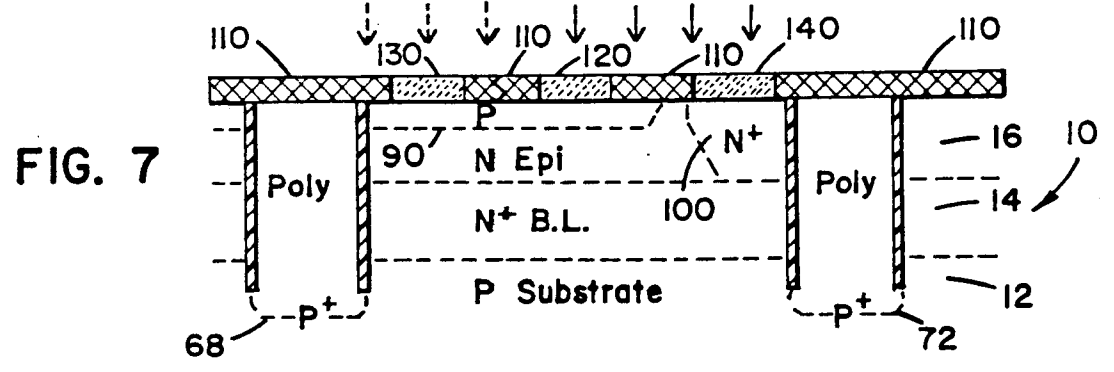 110
130
110
120
110
140
110
P
90
N Epi
100
N+
16
10
FIG. 7
Poly
Poly
14
N+ B.L.
P Substrate
12
P+
P+
68
72